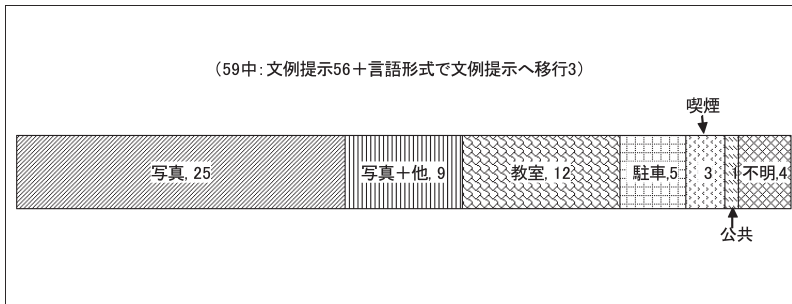 （59中：文例提示56＋言語形式で文例提示へ移行3）
喫煙
写真, 25
写真＋他, 9
教室, 12
駐車,5
3
1
不明,4
公共